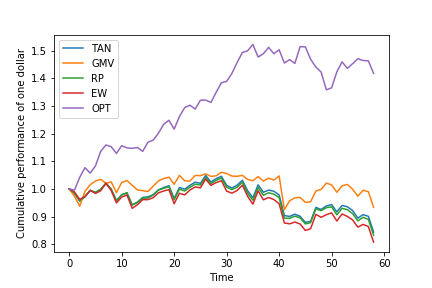 Cumulative performance of one dollar
1.5
1.4
1.3
1.2
1.1
1.0
0.9
0.8
TAN
GMV
RP
EW
OPT
0 10 20 30 40 50 60
Time